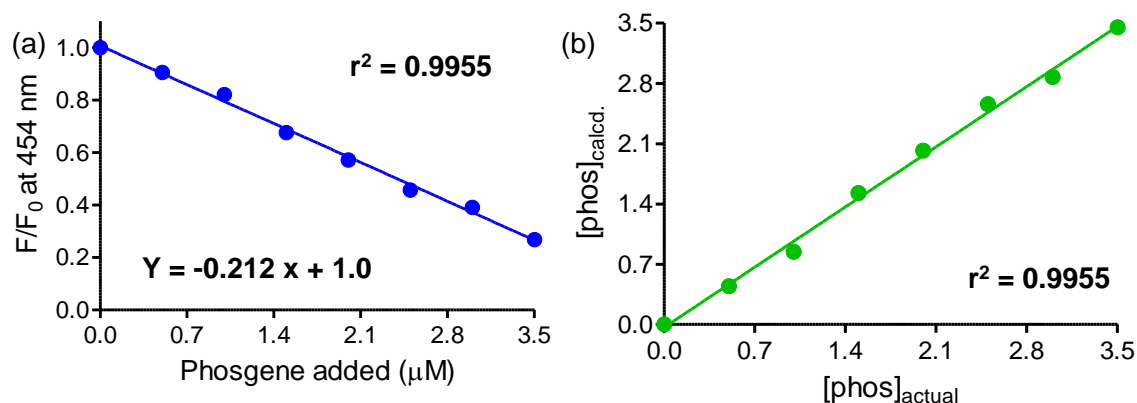 (a)
F/F₀ at 454 nm
1.0
0.8
0.6
0.4
0.2
0.0
r² = 0.9955
Y = -0.212 x + 1.0
0.0 0.7 1.4 2.1 2.8 3.5
Phosgene added (μM)
(b)
[phos]calcd.
3.5
2.8
2.1
1.4
0.7
0.0
r² = 0.9955
0.0 0.7 1.4 2.1 2.8 3.5
[phos]actual